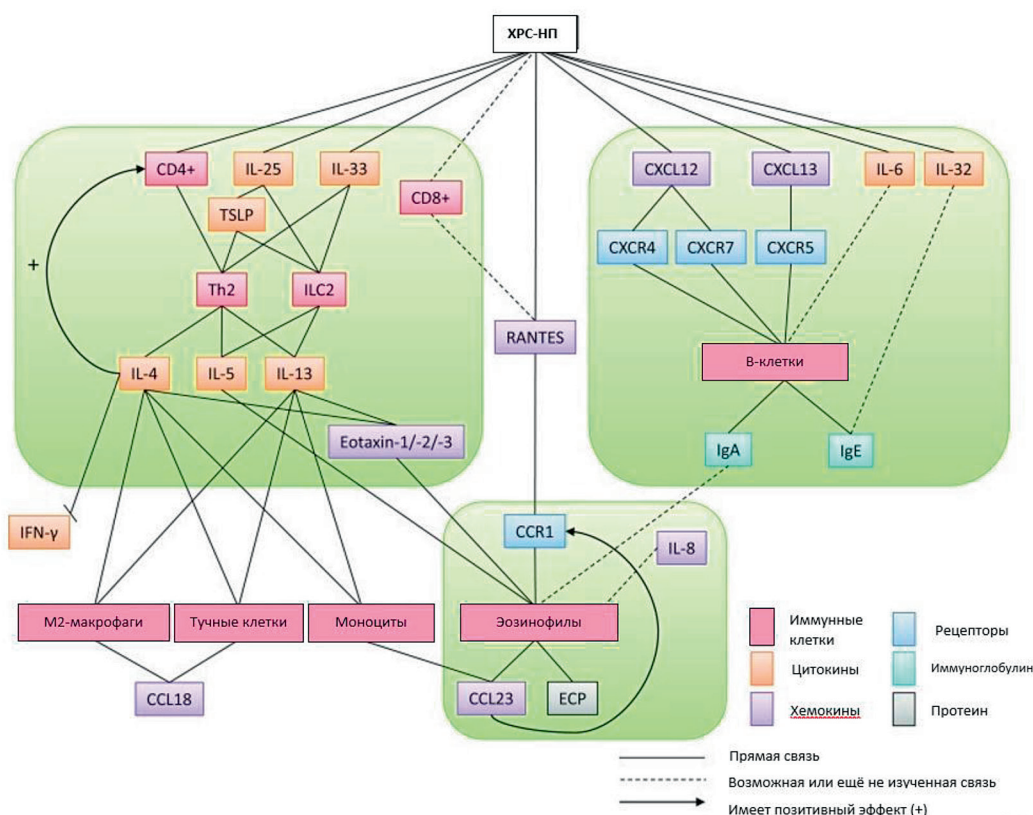 ХРС-НП
CD4+
IL-25
IL-33
CD8+
TSLP
Th2
ILC2
+
IL-4
IL-5
IL-13
Eotaxin-1/-2/-3
IFN-γ
RANTES
CXCL12
CXCL13
IL-6
IL-32
CXCR4
CXCR7
CXCR5
В-клетки
IgA
IgE
CCR1
IL-8
М2-макрофаги
Тучные клетки
Моноциты
Эозинофилы
CCL18
CCL23
ECP
Иммунные
клетки
Цитокины
Хемокины
Рецепторы
Иммуноглобулин
Протеин
Прямая связь
Возможная или ещё не изученная связь
Имеет позитивный эффект (+)